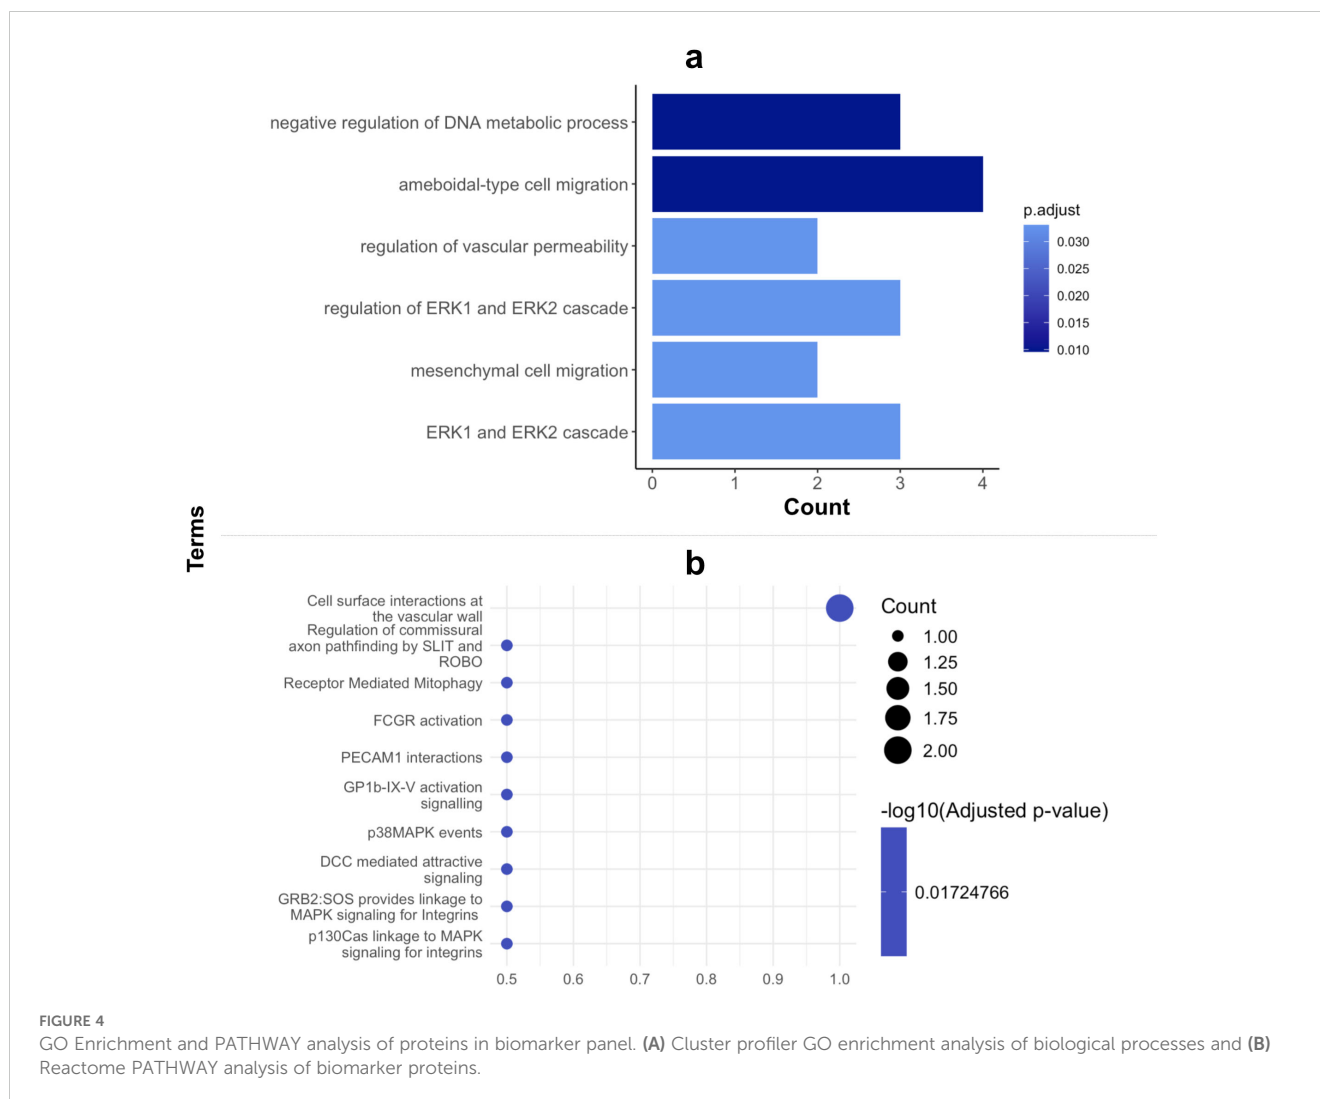 a
negative regulation of DNA metabolic process
ameboidal-type cell migration
regulation of vascular permeability
regulation of ERK1 and ERK2 cascade
mesenchymal cell migration
ERK1 and ERK2 cascade
0 1 2 3 4
Count
p.adjust
0.030
0.025
0.020
0.015
0.010
Terms
b
Cell surface interactions at
the vascular wall
Regulation of commissural
axon pathfinding by SLIT and
ROBO
Receptor Mediated Mitophagy
FCGR activation
PECAM1 interactions
GP1b-IX-V activation
signalling
p38MAPK events
DCC mediated attractive
signaling
GRB2:SOS provides linkage to
MAPK signaling for Integrins
p130Cas linkage to MAPK
signaling for integrins
0.5 0.6 0.7 0.8 0.9 1.0
Count
1.00
1.25
1.50
1.75
2.00
-log10(Adjusted p-value)
0.01724766
FIGURE 4
GO Enrichment and PATHWAY analysis of proteins in biomarker panel. (A) Cluster profiler GO enrichment analysis of biological processes and (B)
Reactome PATHWAY analysis of biomarker proteins.